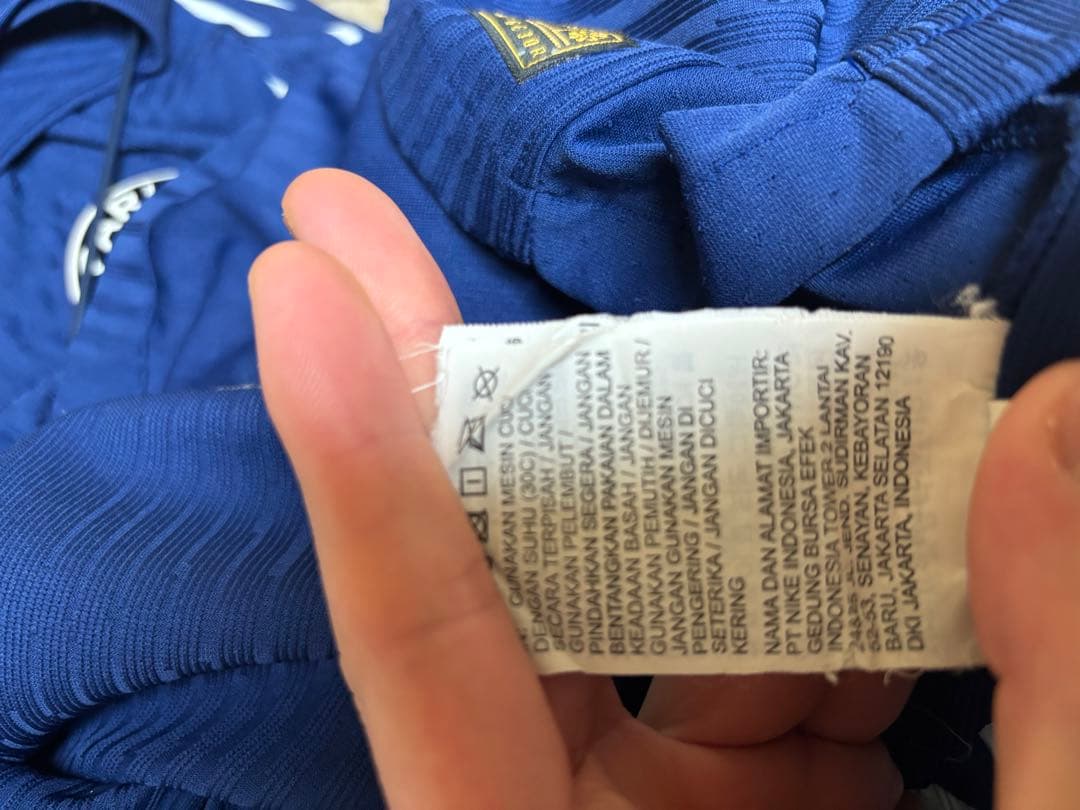 GUNAKAN MESIN CUCI
DENGAN SUHU (30C) / CUCI
SECARA TERPISAH / JANGAN
GUNAKAN PELEMBUT /
PINDAHKAN SEGERA / JANGAN
BENTANGKAN PAKAIAN DALAM
KEADAAN BASAH / JANGAN
GUNAKAN PEMUTIH / DIJEMUR /
JANGAN GUNAKAN MESIN
PENGERING / JANGAN DI
SETERIKA / JANGAN DICUCI
KERING
NAMA DAN ALAMAT IMPORTIR:
PT NIKE INDONESIA, JAKARTA
GEDUNG BURSA EFEK
INDONESIA TOWER 2 LANTAI
JEND. SUDIRMAN KAV.
52-53, SENAYAN, KEBAYORAN
BARU, JAKARTA SELATAN 12190
DKI JAKARTA, INDONESIA